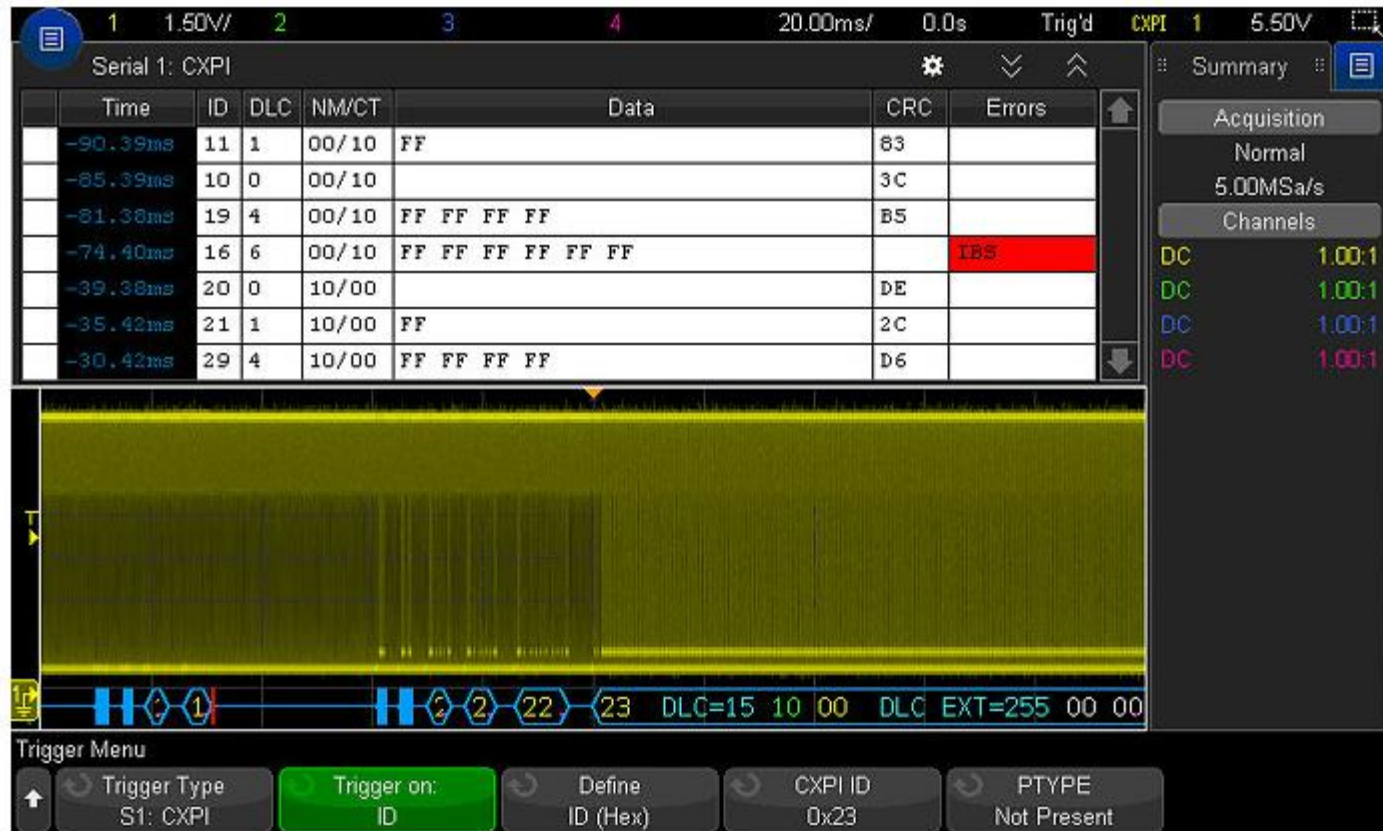 1 1.50V/ 2 3 4 20.00ms/ 0.0s Trig'd CXPI 1 5.50V
Serial 1: CXPI
Summary
Time ID DLC NM/CT Data CRC Errors
-90.39ms 11 1 00/10 FF 83
-85.39ms 10 0 00/10 3C
-81.38ms 19 4 00/10 FF FF FF FF B5
-74.40ms 16 6 00/10 FF FF FF FF FF FF IBS
-39.38ms 20 0 10/00 DE
-35.42ms 21 1 10/00 FF 2C
-30.42ms 29 4 10/00 FF FF FF FF D6
Acquisition
Normal
5.00MSa/s
Channels
DC 1.00:1
DC 1.00:1
DC 1.00:1
DC 1.00:1
T
1 2 2 22 23 DLC=15 10 00 DLC EXT=255 00 00
Trigger Menu
Trigger Type
S1: CXPI
Trigger on:
ID
Define
ID (Hex)
CXPI ID
0x23
PTYPE
Not Present